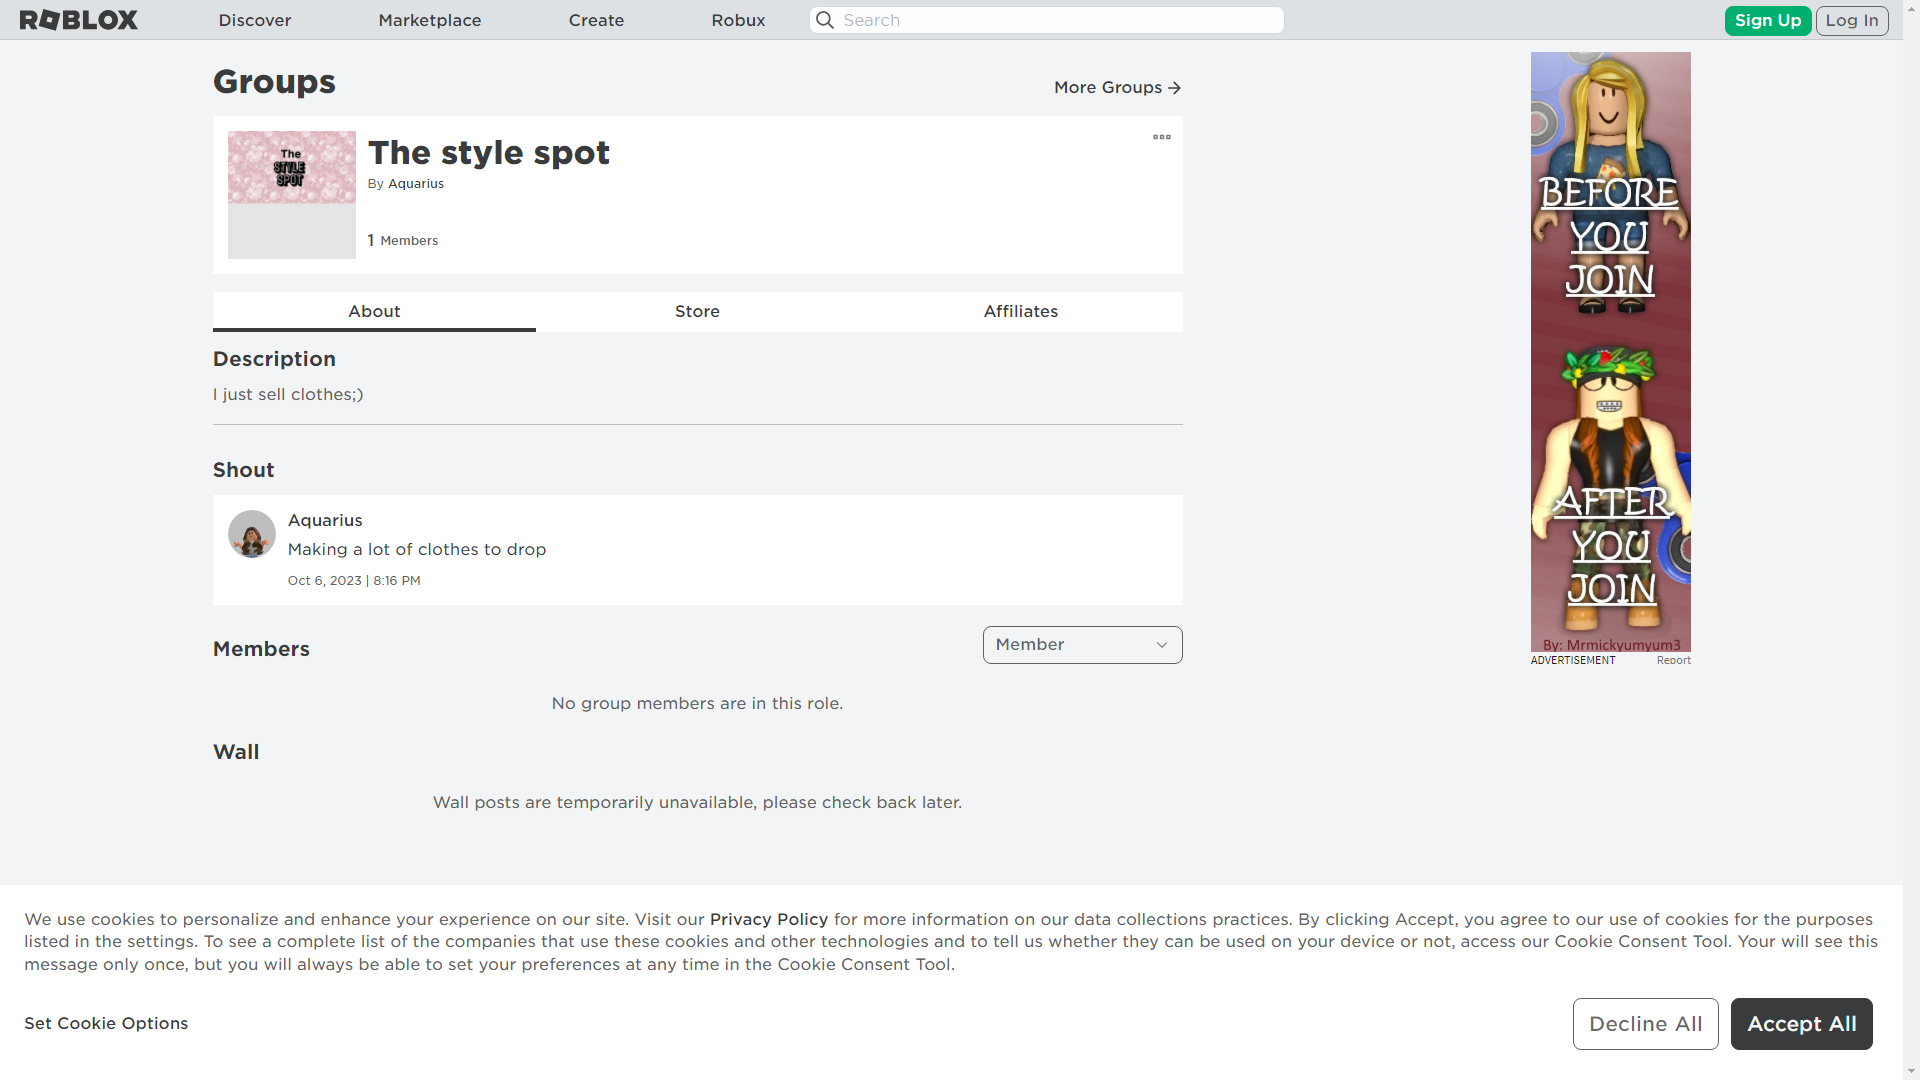 ROBLOX
Discover
Marketplace
Create
Robux
Search
Sign Up
Log In
Groups
More Groups
The
STYLE
SPOT
The style spot
By Aquarius
1 Members
About
Store
Affiliates
Description
I just sell clothes;)
Shout
Aquarius
Making a lot of clothes to drop
Oct 6, 2023 | 8:16 PM
Members
Member
No group members are in this role.
Wall
Wall posts are temporarily unavailable, please check back later.
BEFORE
YOU
JOIN
AFTER
YOU
JOIN
By: Mrmickyumyum3
ADVERTISEMENT
Report
We use cookies to personalize and enhance your experience on our site. Visit our Privacy Policy for more information on our data collections practices. By clicking Accept, you agree to our use of cookies for the purposes
listed in the settings. To see a complete list of the companies that use these cookies and other technologies and to tell us whether they can be used on your device or not, access our Cookie Consent Tool. Your will see this
message only once, but you will always be able to set your preferences at any time in the Cookie Consent Tool.
Set Cookie Options
Decline All
Accept All